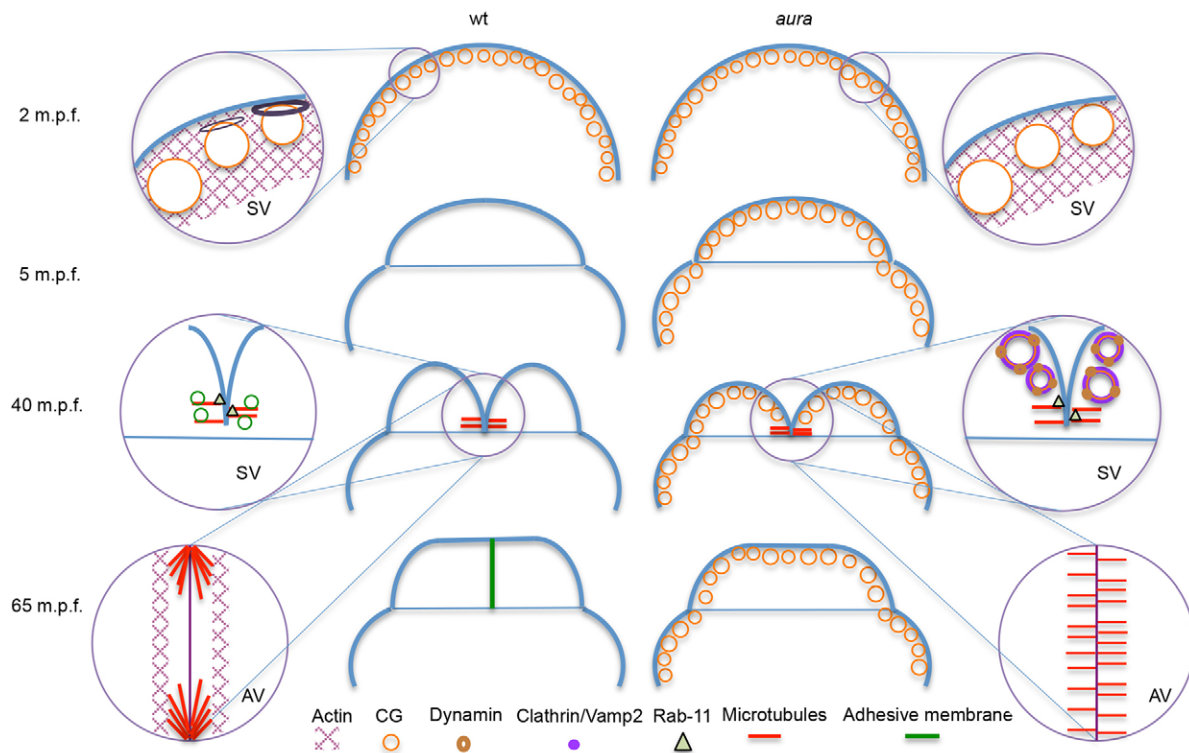 wt
aura
2 m.p.f.
SV
SV
5 m.p.f.
40 m.p.f.
SV
SV
65 m.p.f.
AV
AV
Actin
CG
Dynamin
Clathrin/Vamp2
Rab-11
Microtubules
Adhesive membrane